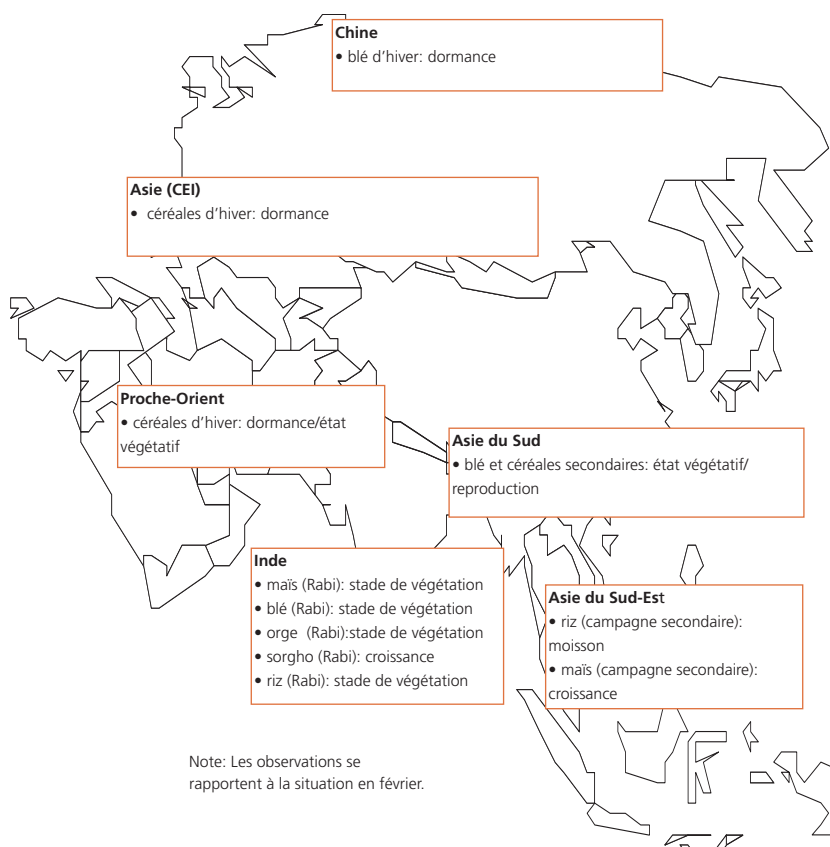 Chine
• blé d'hiver: dormance
Asie (CEI)
• céréales d'hiver: dormance
Proche-Orient
• céréales d'hiver: dormance/état
végétatif
Asie du Sud
• blé et céréales secondaires: état végétatif/
reproduction
Inde
• maïs (Rabi): stade de végétation
• blé (Rabi): stade de végétation
• orge (Rabi):stade de végétation
• sorgho (Rabi): croissance
• riz (Rabi): stade de végétation
Asie du Sud-Est
• riz (campagne secondaire):
moisson
• maïs (campagne secondaire):
croissance
Note: Les observations se
rapportent à la situation en février.